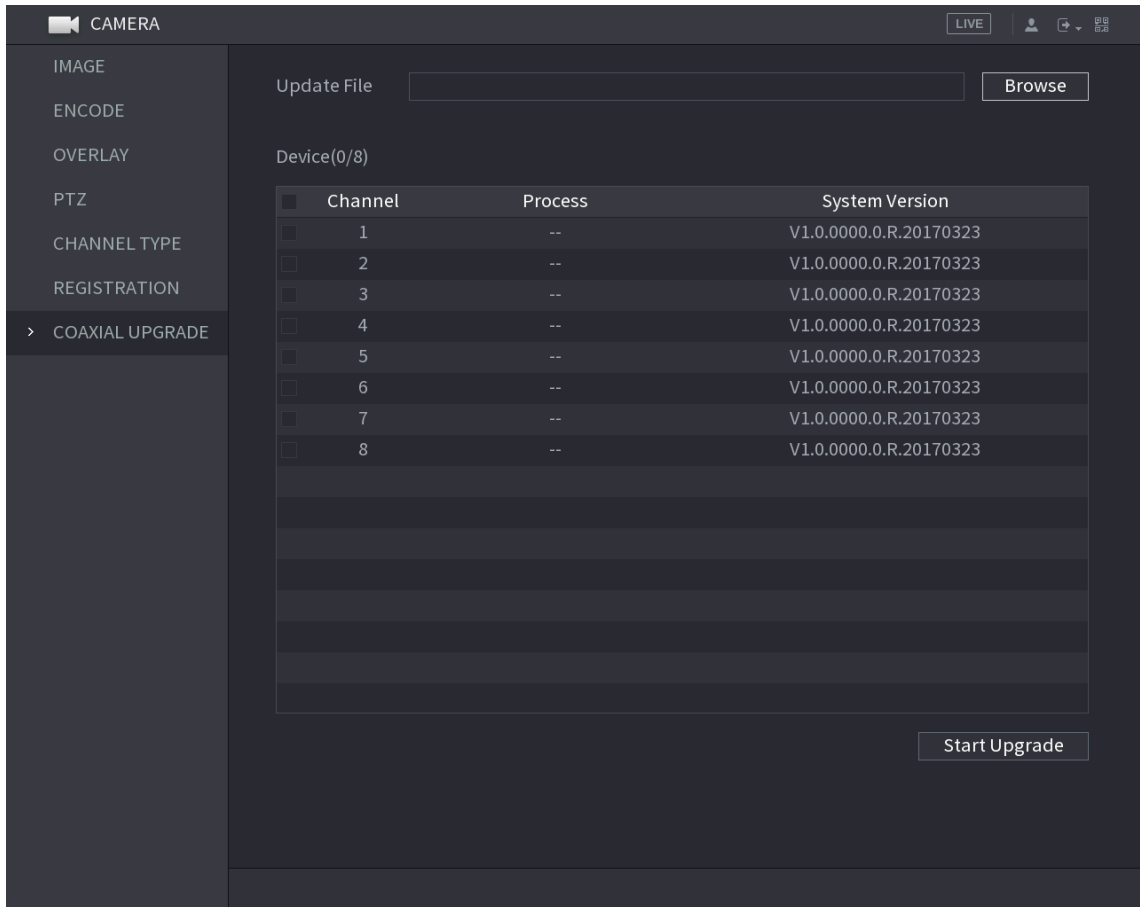 CAMERA LIVE
IMAGE
ENCODE
OVERLAY
PTZ
CHANNEL TYPE
REGISTRATION
> COAXIAL UPGRADE
Update File Browse
Device(0/8)
Channel Process System Version
1 -- V1.0.0000.0.R.20170323
2 -- V1.0.0000.0.R.20170323
3 -- V1.0.0000.0.R.20170323
4 -- V1.0.0000.0.R.20170323
5 -- V1.0.0000.0.R.20170323
6 -- V1.0.0000.0.R.20170323
7 -- V1.0.0000.0.R.20170323
8 -- V1.0.0000.0.R.20170323
Start Upgrade